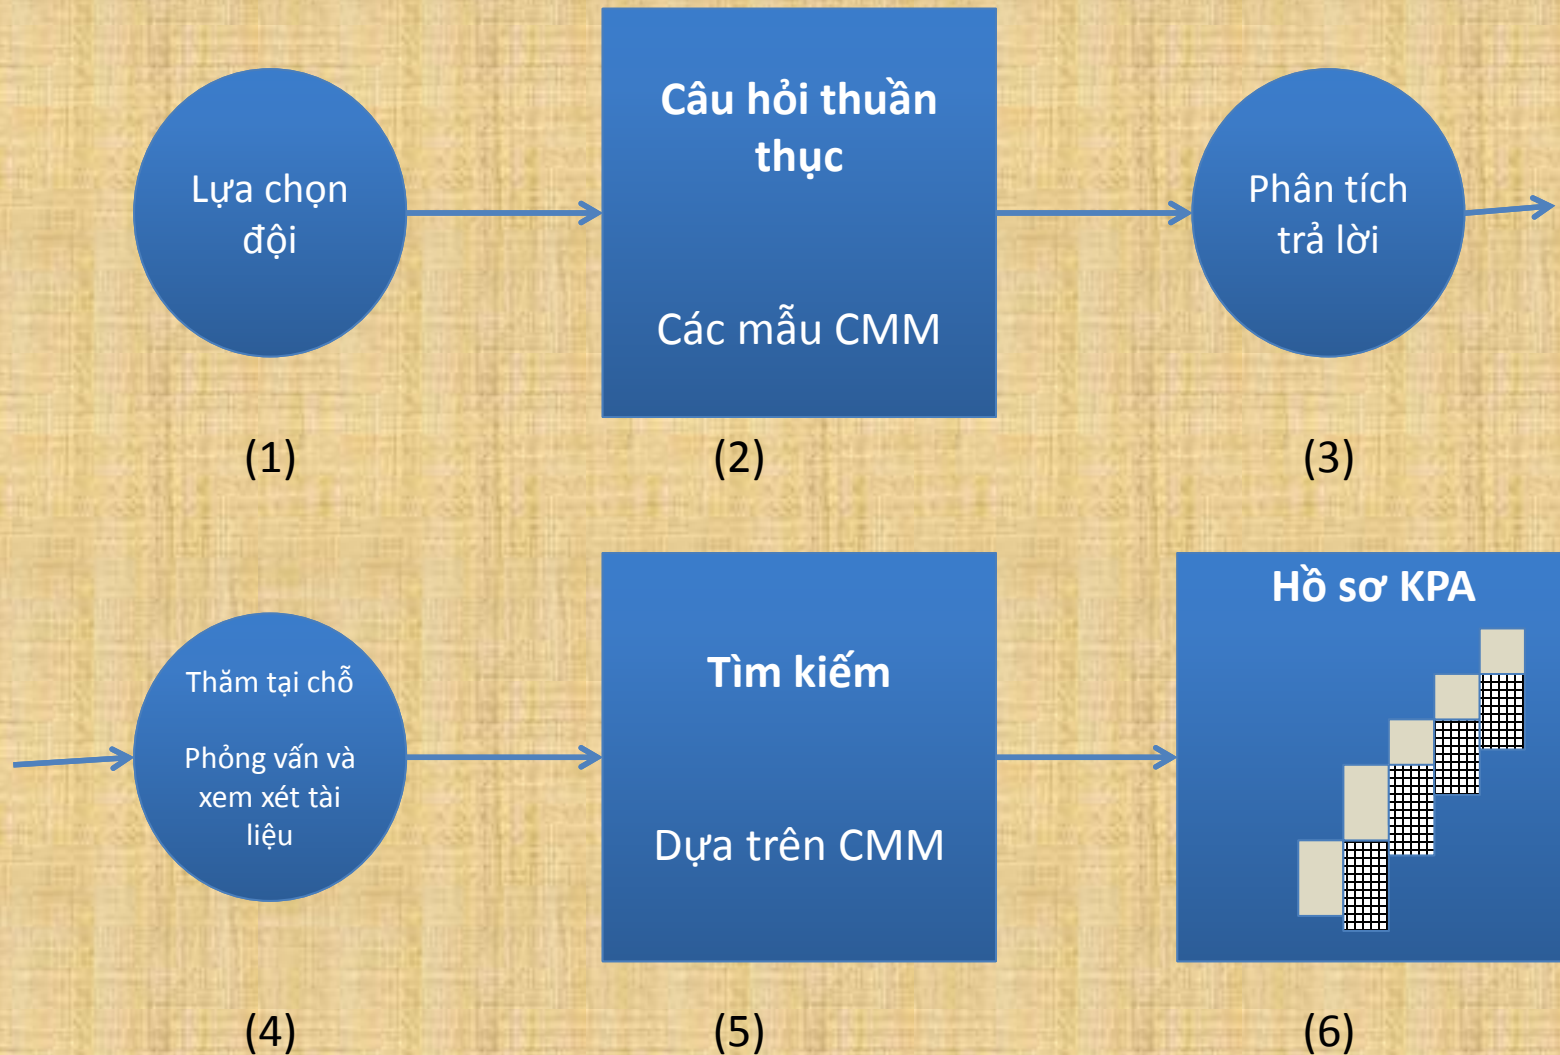 Lựa chọn
đội
Câu hỏi thuần
thục
Các mẫu CMM
Phân tích
trả lời
(1)
(2)
(3)
Thăm tại chỗ
Phỏng vấn và
xem xét tài
liệu
Tìm kiếm
Dựa trên CMM
Hồ sơ KPA
(4)
(5)
(6)